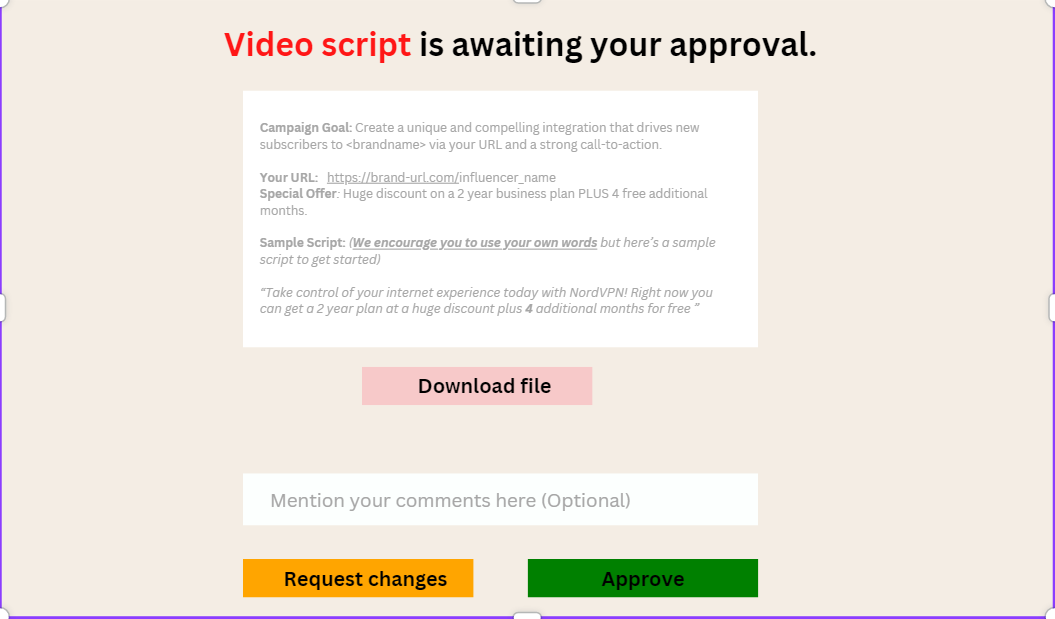 Video script is awaiting your approval.
Campaign Goal: Create a unique and compelling integration that drives new
subscribers to <brandname> via your URL and a strong call-to-action.
Your URL: https://brand-url.com/influencer_name
Special Offer: Huge discount on a 2 year business plan PLUS 4 free additional
months.
Sample Script: (We encourage you to use your own words but here's a sample
script to get started)
"Take control of your internet experience today with NordVPN! Right now you
can get a 2 year plan at a huge discount plus 4 additional months for free "
Download file
Mention your comments here (Optional)
Request changes
Approve